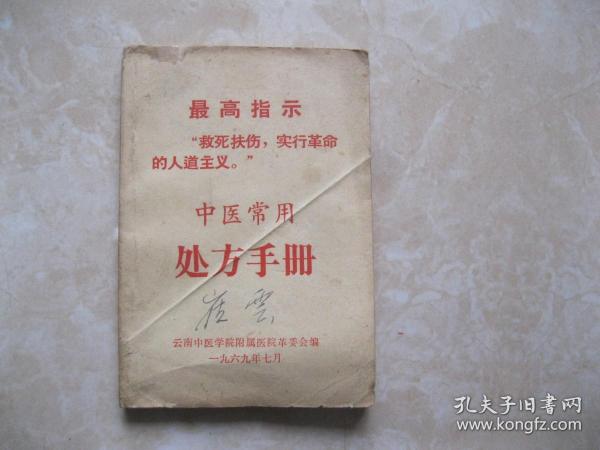 最高指示
“救死扶伤，实行革命
的人道主义。”
中医常用
处方手册
云南中医学院附属医院革委会编
一九六九年七月
孔夫子旧书网
www.kongfz.com